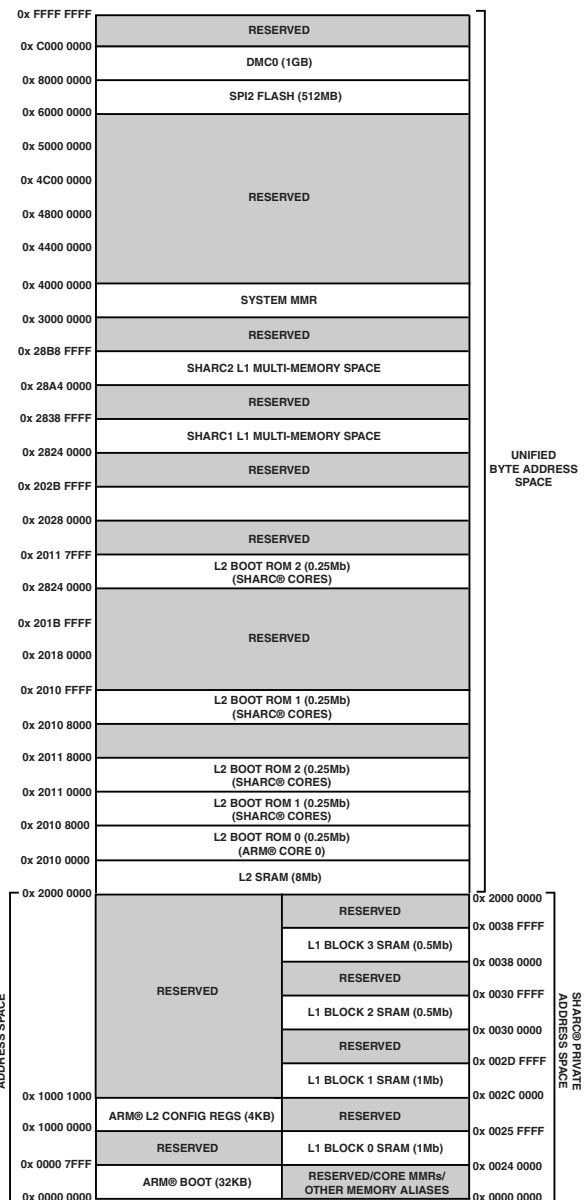 0x FFFF FFFF
RESERVED
0x C000 0000
DMC0 (1GB)
0x 8000 0000
SPI2 FLASH (512MB)
0x 6000 0000
0x 5000 0000
0x 4C00 0000
RESERVED
0x 4800 0000
0x 4400 0000
0x 4000 0000
SYSTEM MMR
0x 3000 0000
RESERVED
0x 28B8 FFFF
SHARC2 L1 MULTI-MEMORY SPACE
0x 28A4 0000
RESERVED
0x 2838 FFFF
SHARC1 L1 MULTI-MEMORY SPACE
0x 2824 0000
RESERVED
0x 202B FFFF
0x 2028 0000
RESERVED
0x 2011 7FFF
L2 BOOT ROM 2 (0.25Mb)
(SHARC® CORES)
0x 2824 0000
0x 201B FFFF
RESERVED
0x 2018 0000
0x 2010 FFFF
L2 BOOT ROM 1 (0.25Mb)
(SHARC® CORES)
0x 2010 8000
0x 2011 8000
L2 BOOT ROM 2 (0.25Mb)
(SHARC® CORES)
0x 2011 0000
L2 BOOT ROM 1 (0.25Mb)
(SHARC® CORES)
0x 2010 8000
L2 BOOT ROM 0 (0.25Mb)
(ARM® CORE 0)
0x 2010 0000
L2 SRAM (8Mb)
0x 2000 0000
UNIFIED
BYTE ADDRESS
SPACE
ADDRESS SPACE
RESERVED
0x 1000 1000
ARM® L2 CONFIG REGS (4KB)
0x 1000 0000
RESERVED
0x 0000 7FFF
ARM® BOOT (32KB)
0x 0000 0000
0x 2000 0000
RESERVED
0x 0038 FFFF
L1 BLOCK 3 SRAM (0.5Mb)
0x 0038 0000
RESERVED
0x 0030 FFFF
L1 BLOCK 2 SRAM (0.5Mb)
0x 0030 0000
RESERVED
0x 002D FFFF
L1 BLOCK 1 SRAM (1Mb)
0x 002C 0000
RESERVED
0x 0025 FFFF
L1 BLOCK 0 SRAM (1Mb)
0x 0024 0000
RESERVED/CORE MMRs/
OTHER MEMORY ALIASES
0x 0000 0000
SHARC® PRIVATE
ADDRESS SPACE